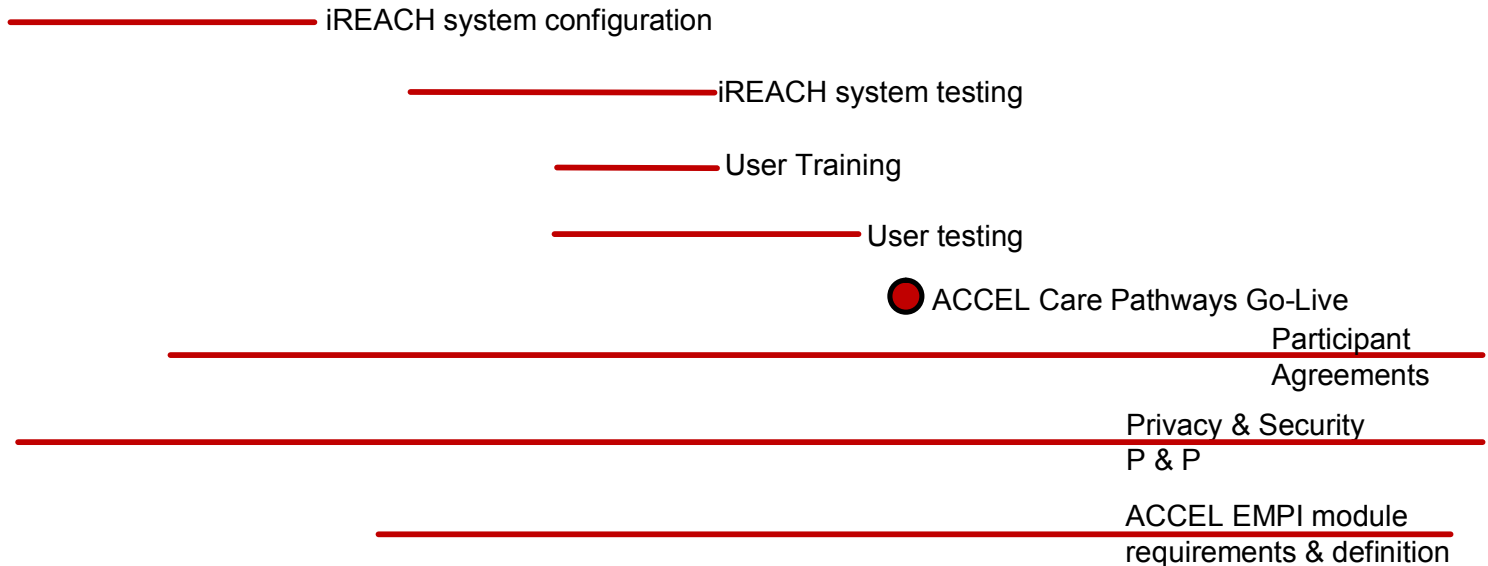 iREACH system configuration
iREACH system testing
User Training
User testing
ACCEL Care Pathways Go-Live
Participant
Agreements
Privacy & Security
P & P
ACCEL EMPI module
requirements & definition